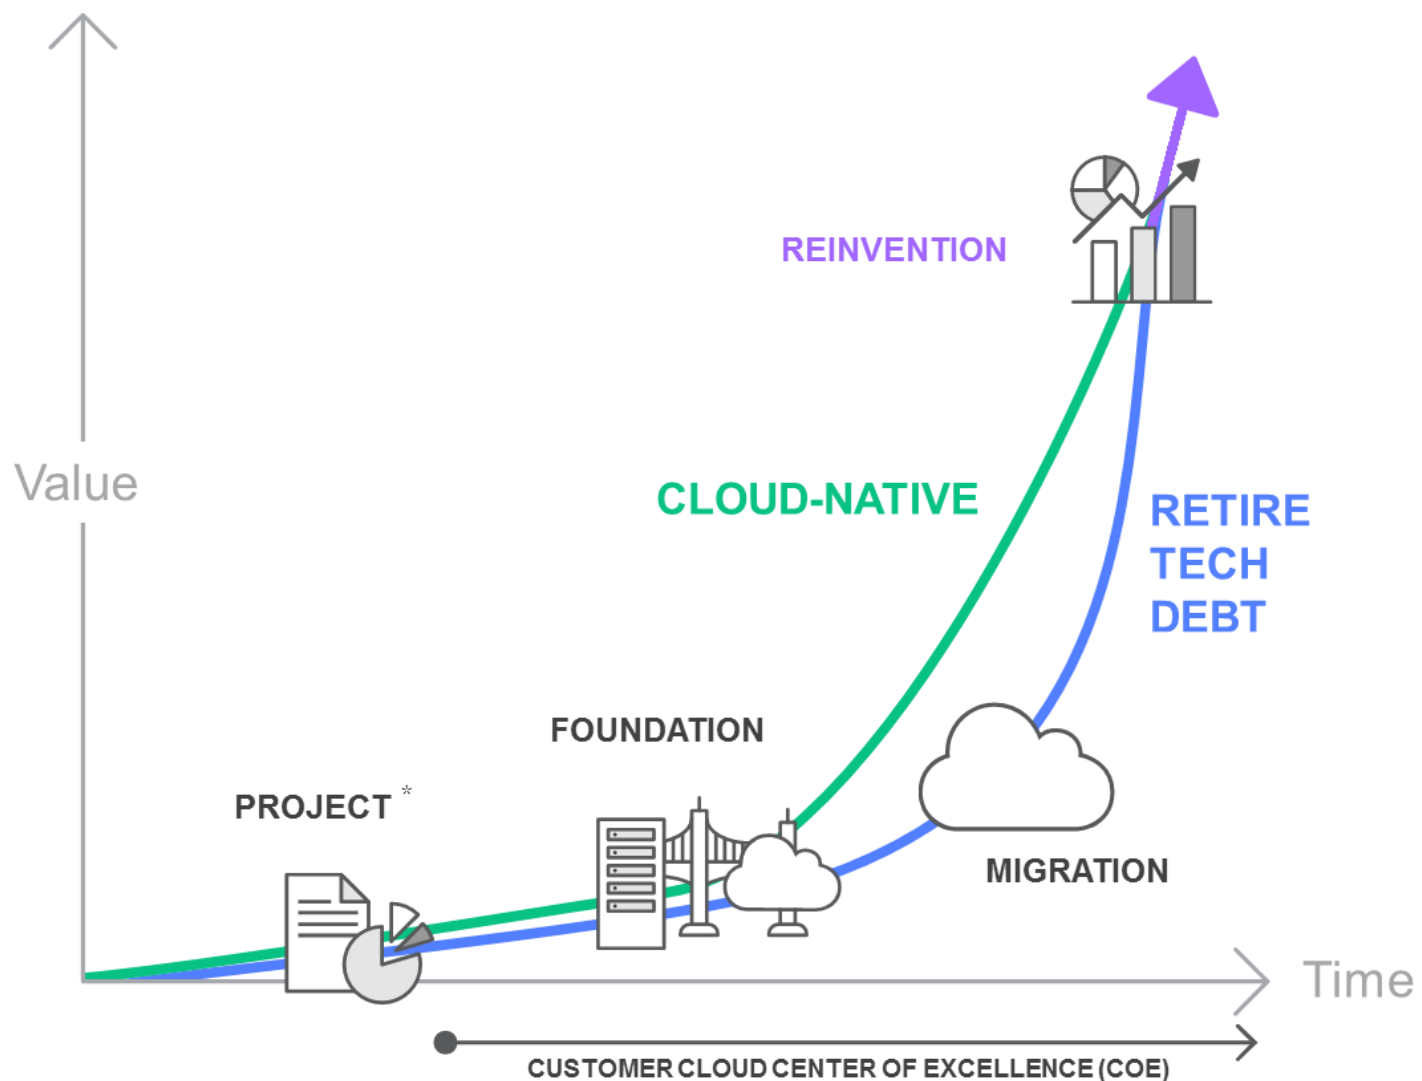 REINVENTION
Value
CLOUD-NATIVE
RETIRE
TECH
DEBT
FOUNDATION
PROJECT *
MIGRATION
Time
CUSTOMER CLOUD CENTER OF EXCELLENCE (COE)